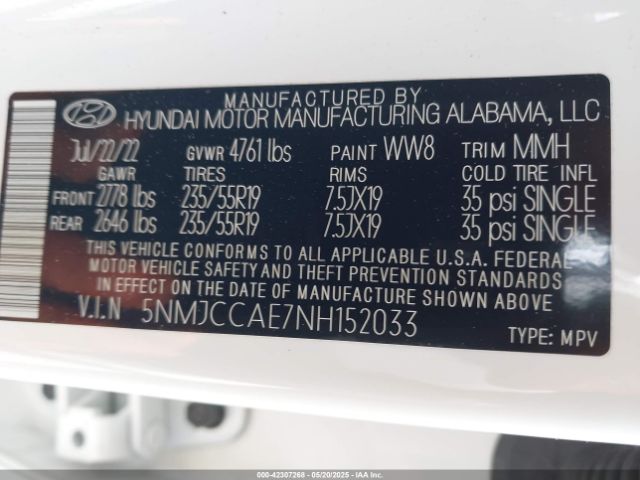 MANUFACTURED BY
HYUNDAI MOTOR MANUFACTURING ALABAMA, LLC
Jul/22/22 GVWR 4761 lbs PAINT WW8 TRIM MMH
GAWR TIRES RIMS COLD TIRE INFL
FRONT 2778 lbs 235/55R19 7.5JX19 35 psi SINGLE
REAR 2646 lbs 235/55R19 7.5JX19 35 psi SINGLE
THIS VEHICLE CONFORMS TO ALL APPLICABLE U.S.A. FEDERAL
MOTOR VEHICLE SAFETY AND THEFT PREVENTION STANDARDS
IN EFFECT ON THE DATE OF MANUFACTURE SHOWN ABOVE.
V.I.N 5NMJCCAE7NH152033
TYPE: MPV
000-42307268 - 05/20/2025 - IAAI.COM